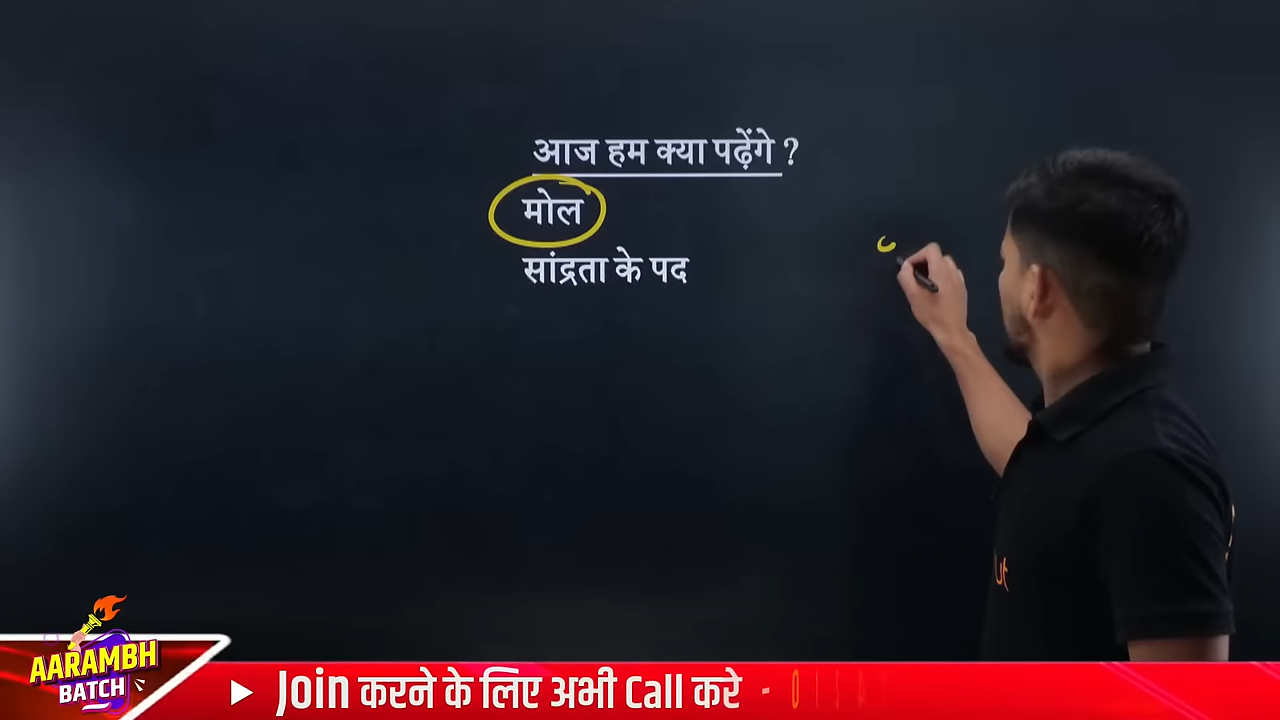 आज हम क्या पढ़ेंगे ?
मोल
सांद्रता के पद
AARAMBH
BATCH
Join करने के लिए अभी Call करे -